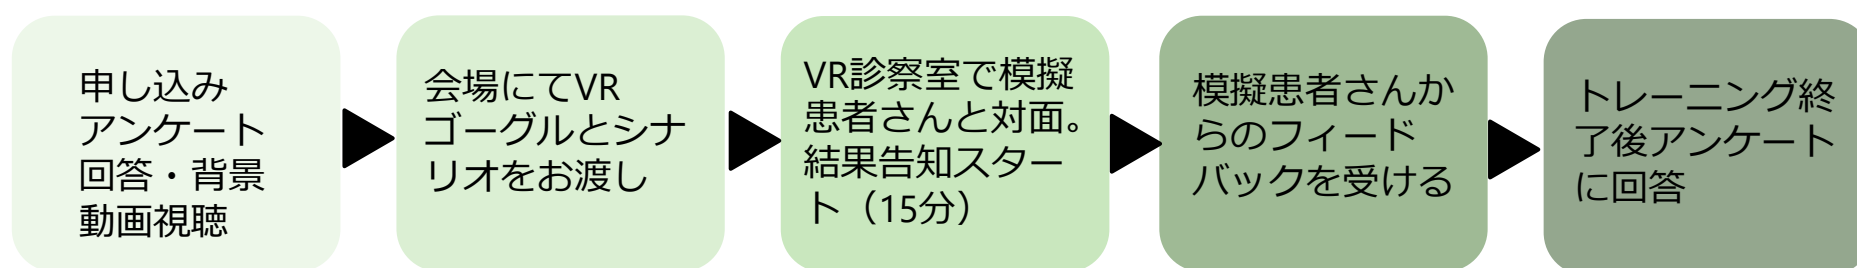 申し込み
アンケート
回答・背景
動画視聴
会場にてVR
ゴーグルとシナ
リオをお渡し
VR診察室で模擬
患者さんと対面。
結果告知スター
ト（15分）
模擬患者さんか
らのフィード
バックを受ける
トレーニング終
了後アンケート
に回答